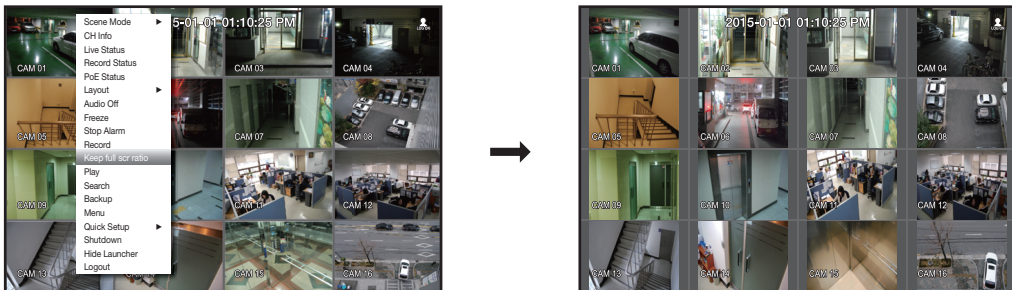 Scene Mode ▶
CH Info
Live Status
Record Status
PoE Status
Layout ▶
Audio Off
Freeze
Stop Alarm
Record
Keep full scr ratio
Play
Search
Backup
Menu
Quick Setup ▶
Shutdown
Hide Launcher
Logout
5-01-01 01:10:25 PM
LOG ON
CAM 01
CAM 03
CAM 04
CAM 05
CAM 07
CAM 08
CAM 09
CAM 11
CAM 12
CAM 13
CAM 15
CAM 16
2015-01-01 01:10:25 PM
LOG ON
CAM 01
CAM 02
CAM 03
CAM 04
CAM 05
CAM 06
CAM 07
CAM 08
CAM 09
CAM 10
CAM 11
CAM 12
CAM 13
CAM 14
CAM 15
CAM 16